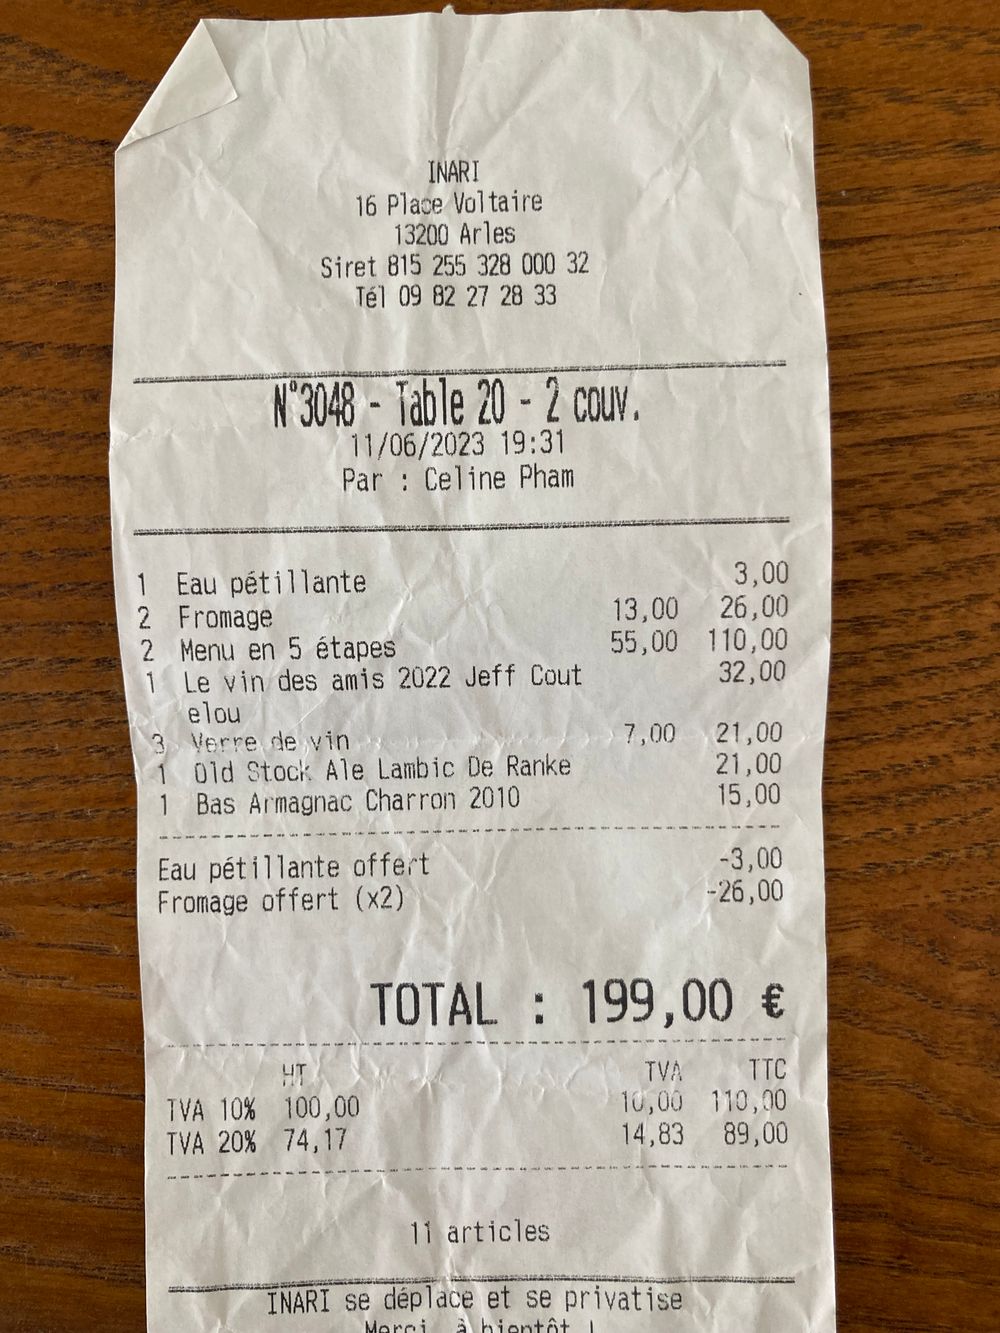 INARI
16 Place Voltaire
13200 Arles
Siret 815 255 328 000 32
Tél 09 82 27 28 33
N°3048 - Table 20 - 2 couv.
11/06/2023 19:31
Par : Celine Pham
1 Eau pétillante 3,00
2 Fromage 13,00 26,00
2 Menu en 5 étapes 55,00 110,00
1 Le vin des amis 2022 Jeff Cout 32,00
elou
3 Verre de vin 7,00 21,00
1 Old Stock Ale Lambic De Ranke 21,00
1 Bas Armagnac Charron 2010 15,00
Eau pétillante offert -3,00
Fromage offert (x2) -26,00
TOTAL : 199,00 €
HT TVA TTC
TVA 10% 100,00 10,00 110,00
TVA 20% 74,17 14,83 89,00
11 articles
INARI se déplace et se privatise
Merci, à bientôt !